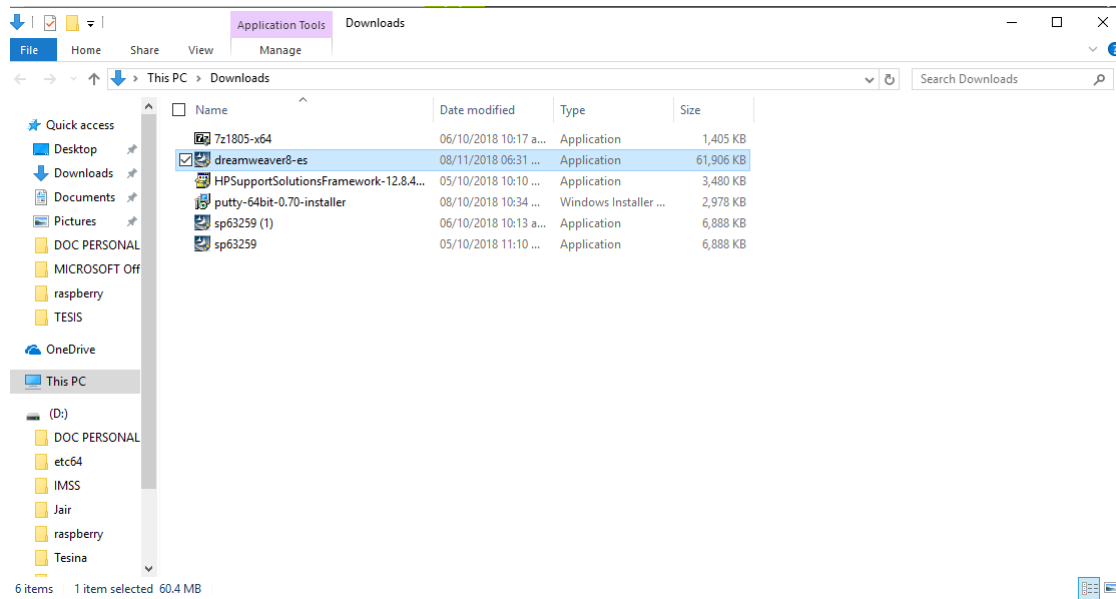 Application Tools Downloads
File Home Share View Manage
This PC > Downloads Search Downloads
Name Date modified Type Size
Quick access
Desktop
Downloads
Documents
Pictures
DOC PERSONAL
MICROSOFT Off
raspberry
TESIS
OneDrive
This PC
(D:)
DOC PERSONAL
etc64
IMSS
Jair
raspberry
Tesina
7z1805-x64 06/10/2018 10:17 a... Application 1,405 KB
dreamweaver8-es 08/11/2018 06:31 ... Application 61,906 KB
HPSupportSolutionsFramework-12.8.4... 05/10/2018 10:10 ... Application 3,480 KB
putty-64bit-0.70-installer 08/10/2018 10:34 ... Windows Installer ... 2,978 KB
sp63259 (1) 06/10/2018 10:13 a... Application 6,888 KB
sp63259 05/10/2018 11:10 ... Application 6,888 KB
6 items 1 item selected 60.4 MB